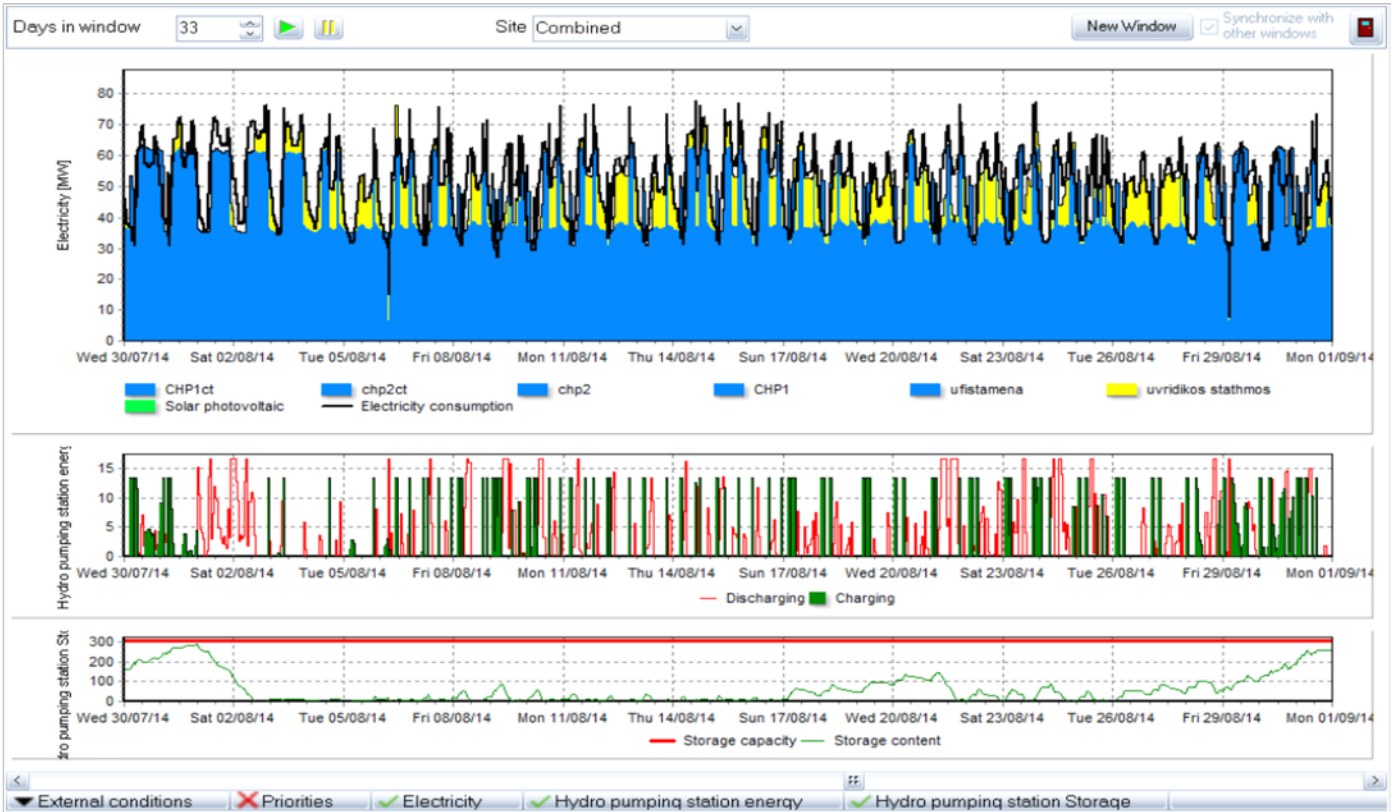 Days in window 33 Site Combined New Window Synchronize with
other windows
Electricity [MW]
80
70
60
50
40
30
20
10
0
Wed 30/07/14 Sat 02/08/14 Tue 05/08/14 Fri 08/08/14 Mon 11/08/14 Thu 14/08/14 Sun 17/08/14 Wed 20/08/14 Sat 23/08/14 Tue 26/08/14 Fri 29/08/14 Mon 01/09/14
CHP1ct chp2ct chp2 CHP1 ufistamena uvridikos stathmos
Solar photovoltaic Electricity consumption
Hydro pumping station energ
15
10
5
0
Wed 30/07/14 Sat 02/08/14 Tue 05/08/14 Fri 08/08/14 Mon 11/08/14 Thu 14/08/14 Sun 17/08/14 Wed 20/08/14 Sat 23/08/14 Tue 26/08/14 Fri 29/08/14 Mon 01/09/14
Discharging Charging
dro pumping station Sto
300
200
100
0
Wed 30/07/14 Sat 02/08/14 Tue 05/08/14 Fri 08/08/14 Mon 11/08/14 Thu 14/08/14 Sun 17/08/14 Wed 20/08/14 Sat 23/08/14 Tue 26/08/14 Fri 29/08/14 Mon 01/09/14
Storage capacity Storage content
External conditions Priorities Electricity Hydro pumping station energy Hydro pumping station Storage